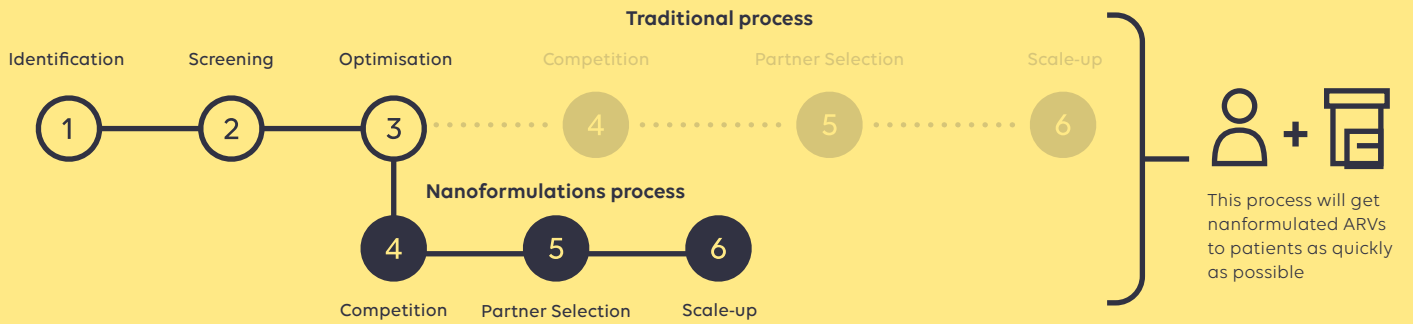 Traditional process
Identification
Screening
Optimisation
Competition
Partner Selection
Scale-up
1
2
3
4
5
6
Nanoformulations process
4
5
6
Competition
Partner Selection
Scale-up
This process will get
nanformulated ARVs
to patients as quickly
as possible